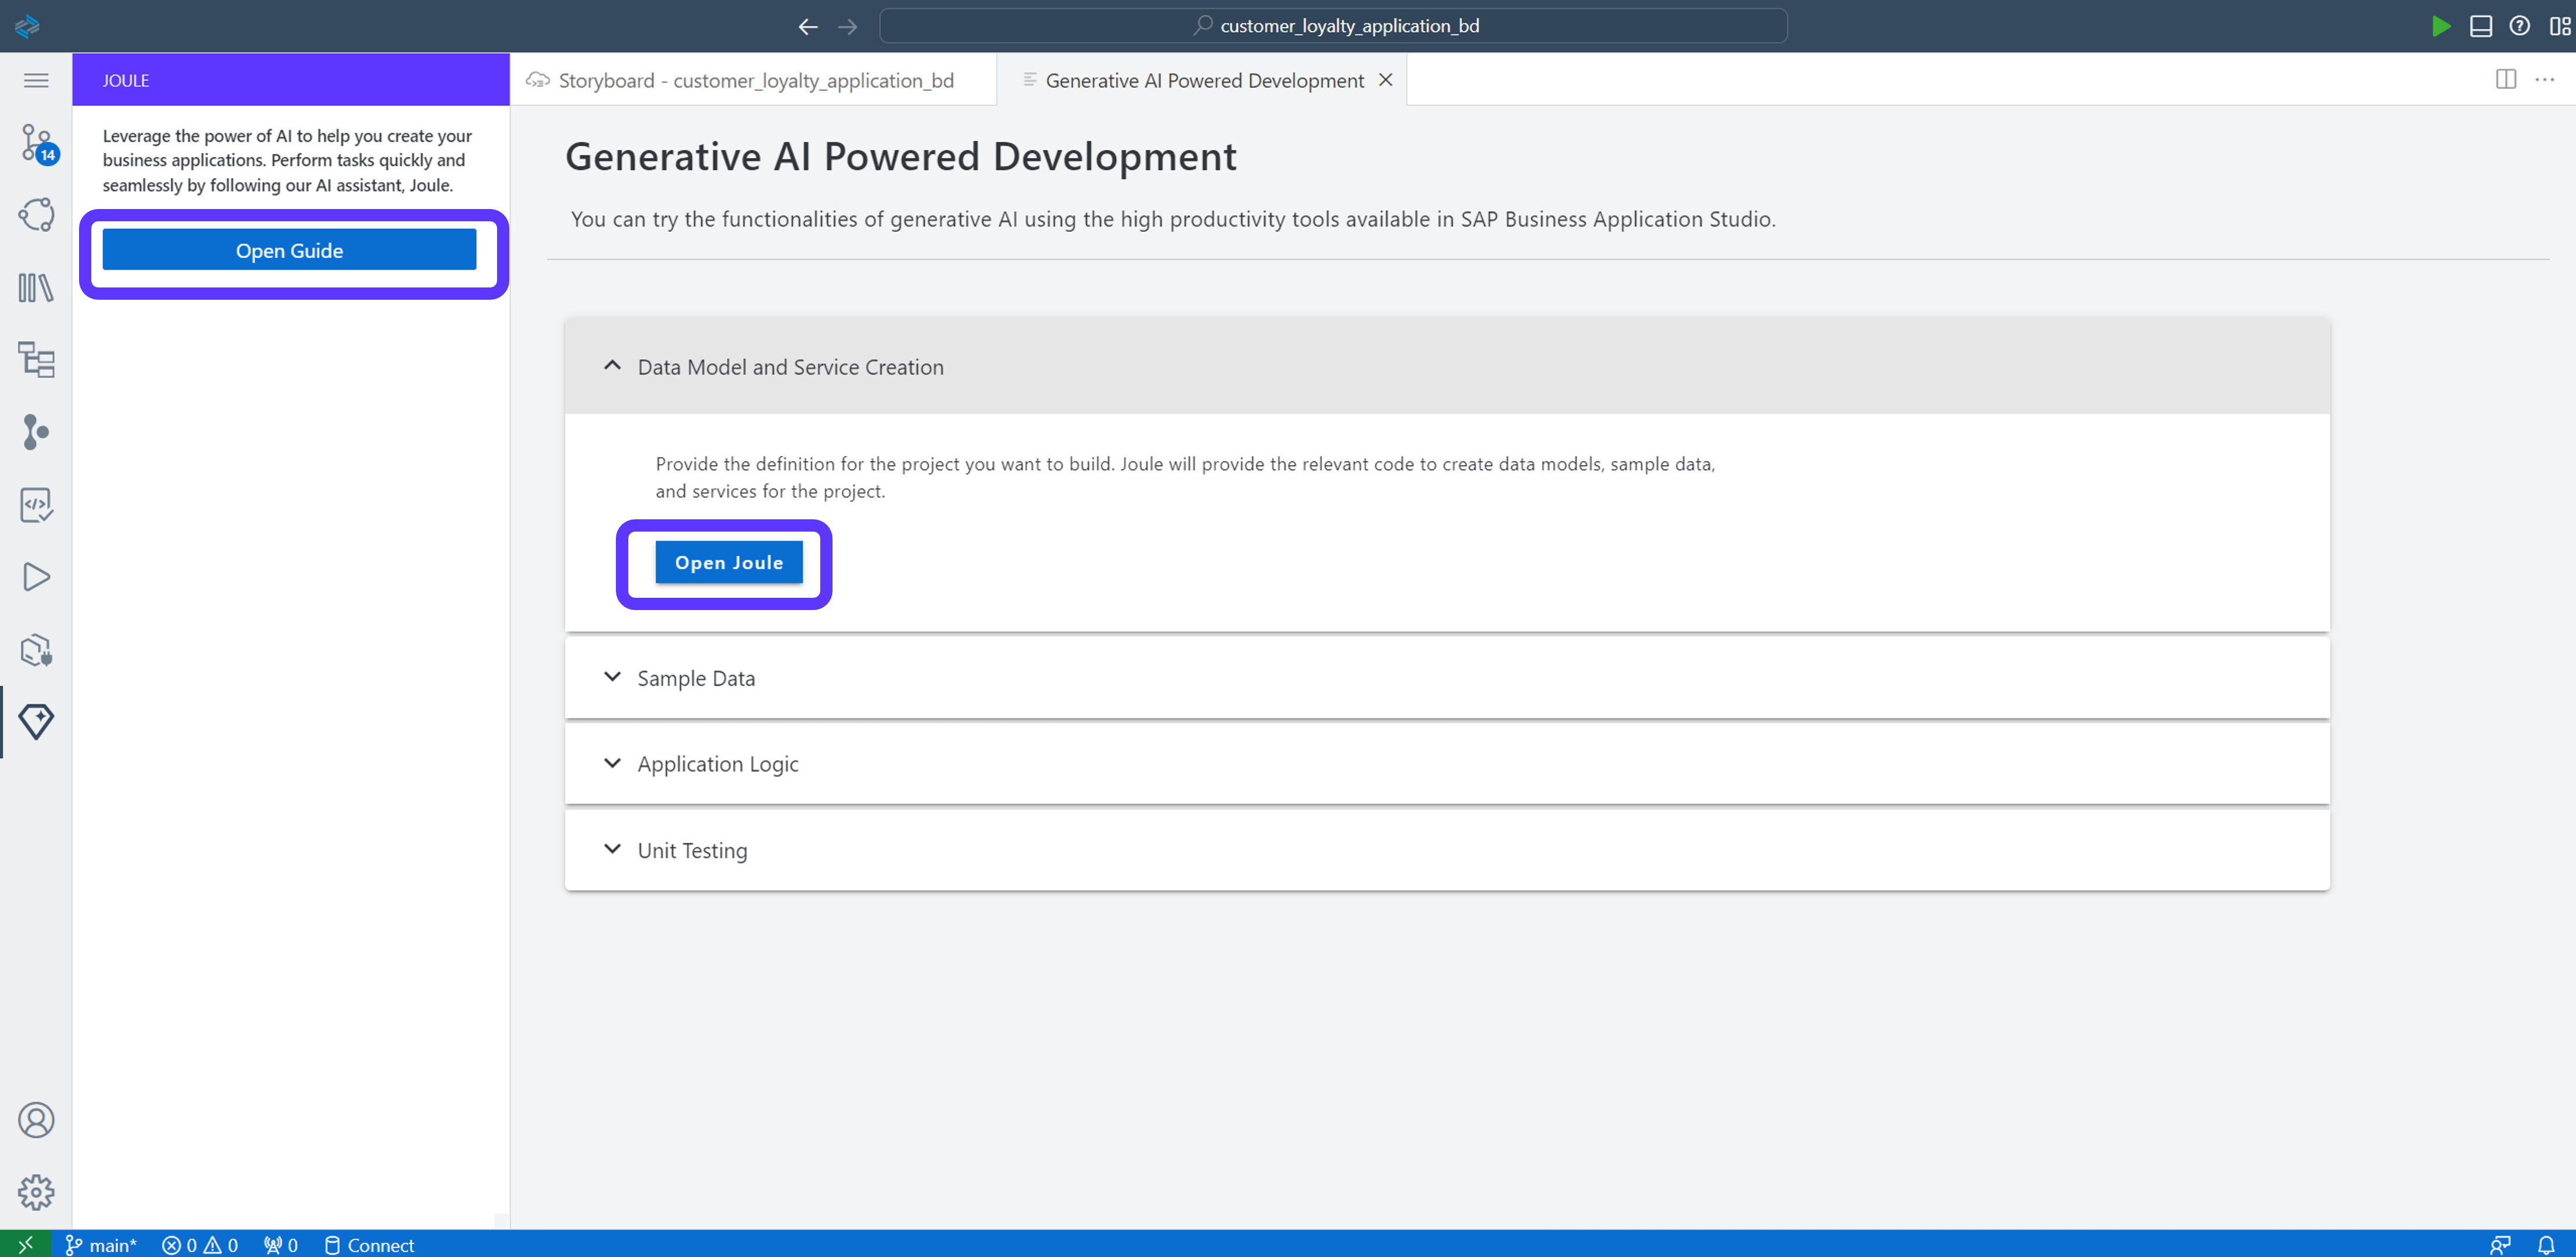 customer_loyalty_application_bd
JOULE
Storyboard - customer_loyalty_application_bd
Generative AI Powered Development
Leverage the power of AI to help you create your
business applications. Perform tasks quickly and
seamlessly by following our AI assistant, Joule.
Open Guide
14
Generative AI Powered Development
You can try the functionalities of generative AI using the high productivity tools available in SAP Business Application Studio.
Data Model and Service Creation
Provide the definition for the project you want to build. Joule will provide the relevant code to create data models, sample data,
and services for the project.
Open Joule
Sample Data
Application Logic
Unit Testing
main* 0 0 0 Connect